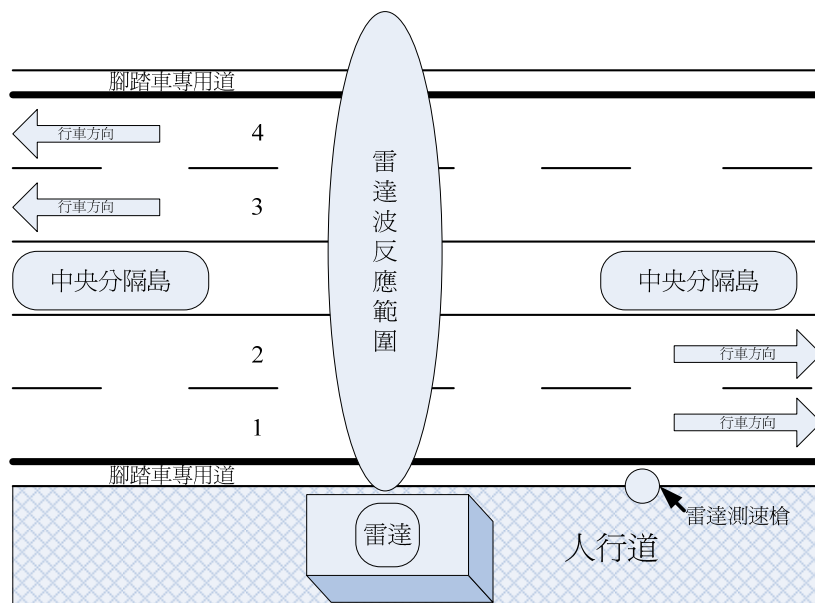 腳踏車專用道
行車方向
4
行車方向
3
雷達波反應範圍
中央分隔島
中央分隔島
2
行車方向
1
行車方向
腳踏車專用道
雷達測速槍
雷達
人行道